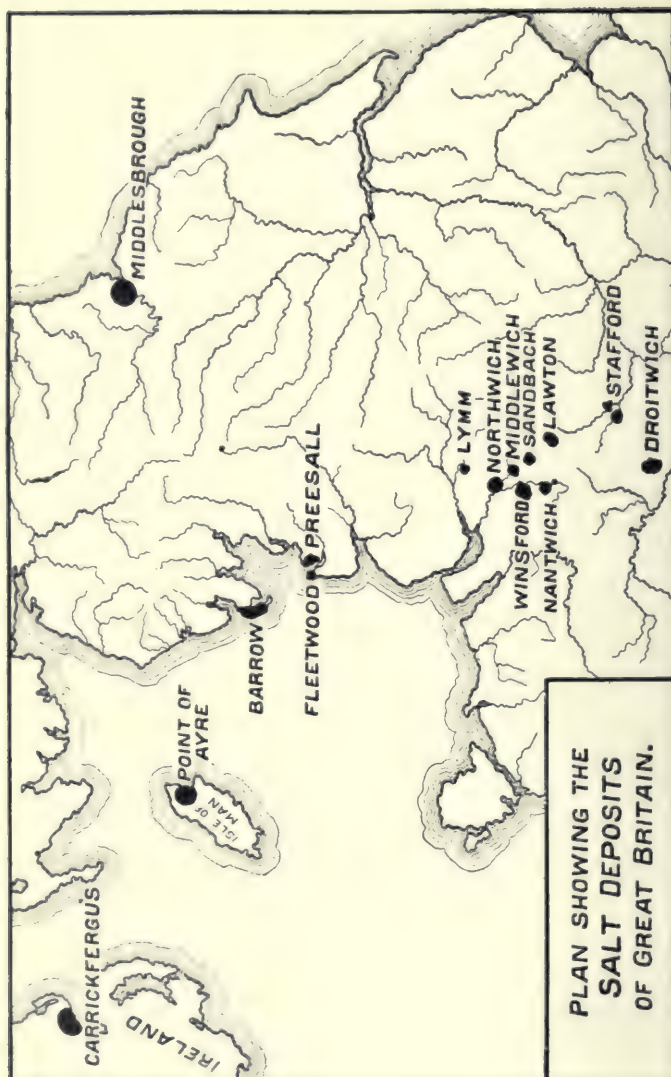 CARRICKFERGUS
IRELAND
POINT OF
AYRE
ISLE OF
MAN
BARROW
FLEETWOOD
PREESALL
MIDDLESBROUGH
LYMM
NORTHWICH
MIDDLEWICH
WINSFORD
SANDBACH
NANTWICH
LAWTON
STAFFORD
DROITWICH
PLAN SHOWING THE
SALT DEPOSITS
OF GREAT BRITAIN.